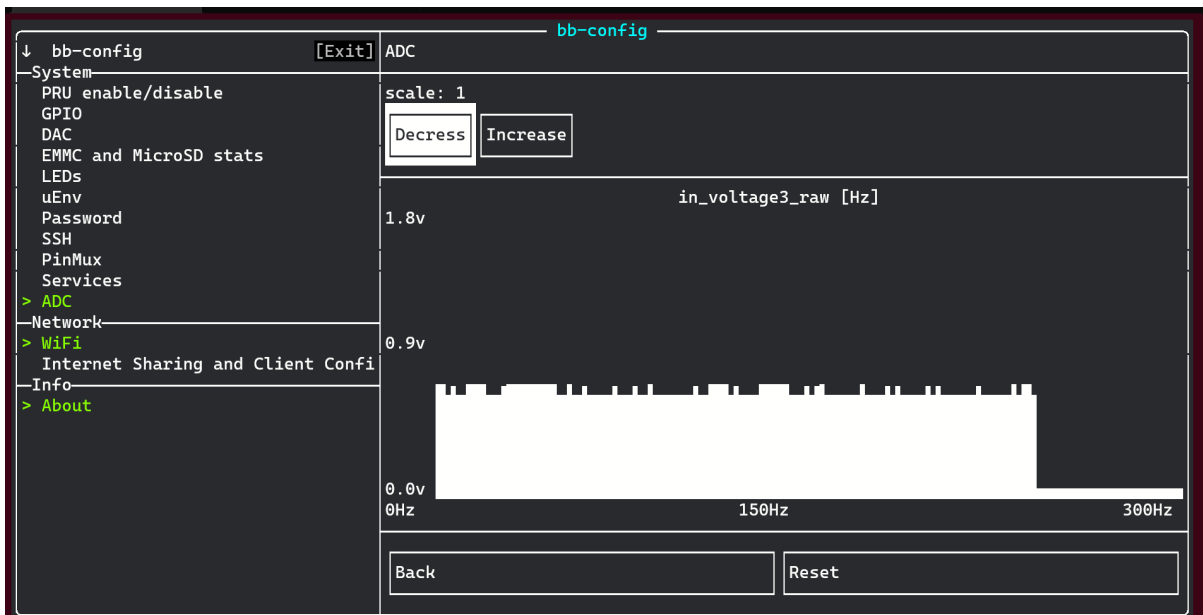 bb-config
↓ bb-config [Exit]
System
PRU enable/disable
GPIO
DAC
EMMC and MicroSD stats
LEDs
uEnv
Password
SSH
PinMux
Services
> ADC
Network
> WiFi
Internet Sharing and Client Confi
Info
> About
ADC
scale: 1
Decress Increase
in_voltage3_raw [Hz]
1.8v
0.9v
0.0v
0Hz 150Hz 300Hz
Back Reset